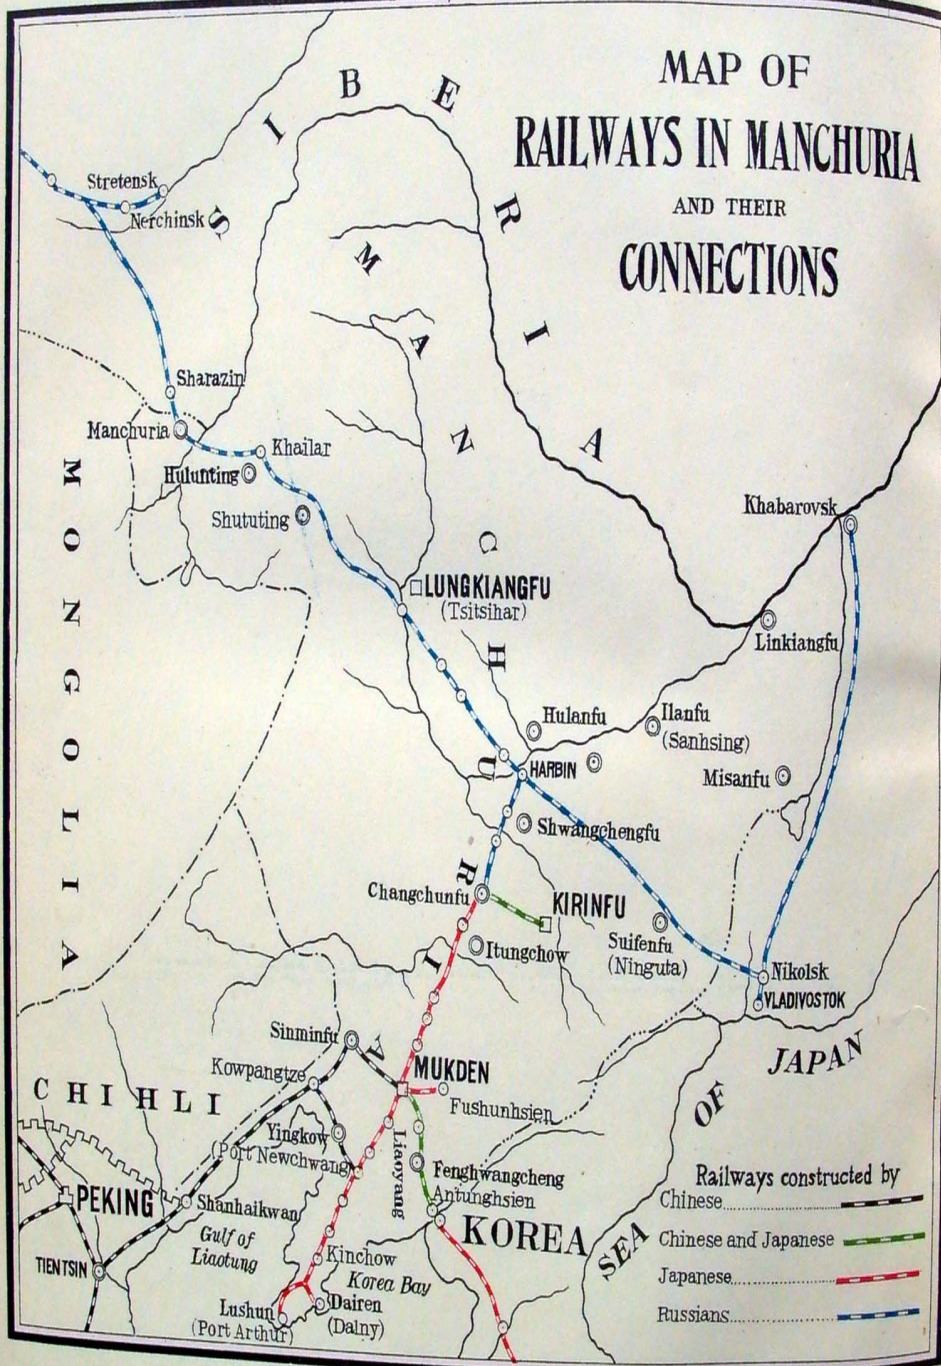 MAP OF
RAILWAYS IN MANCHURIA
AND THEIR
CONNECTIONS
SIBERIA
MANCHURIA
MONGOLIA
Stretensk
Nerchinsk
Sharazin
Manchuria
Khailar
Hulunting
Shututing
LUNGKIANGFU
(Tsitsihar)
Khabarovsk
Linkiangfu
Hulanfu
Ilanfu
(Sanhsing)
HARBIN
Misanfu
Shwangchengfu
Changchunfu
KIRINFU
Itungchow
Suifenfu
(Ninguta)
Nikolsk
VLADIVOSTOK
Sinminfu
Kowpangtze
MUKDEN
Fushunhsien
CHIHLI
Yingkow
(Port Newchwang)
Liaoyang
Fenghwangcheng
Antunghsien
PEKING
Shanhaikwan
Gulf of
Liaotung
KOREA
TIENTSIN
Kinchow
Korea Bay
Lushun
(Port Arthur)
Dairen
(Dalny)
SEA OF JAPAN
Railways constructed by
Chinese
Chinese and Japanese
Japanese
Russians